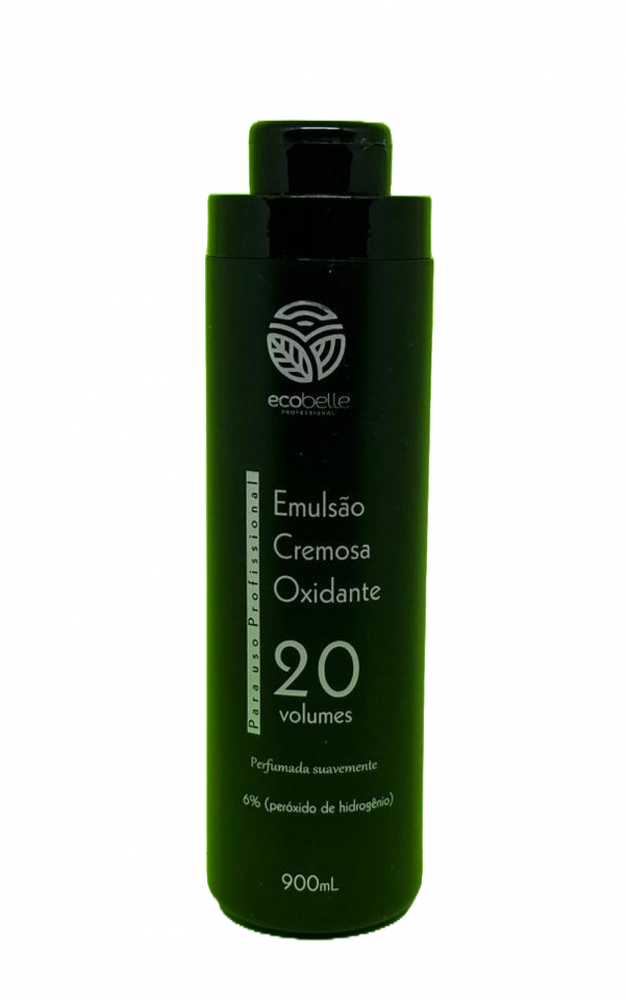 ecobelle
PROFESSIONAL
Para uso Profissional
Emulsão
Cremosa
Oxidante
20
volumes
Perfumada suavemente
6% (peróxido de hidrogênio)
900mL